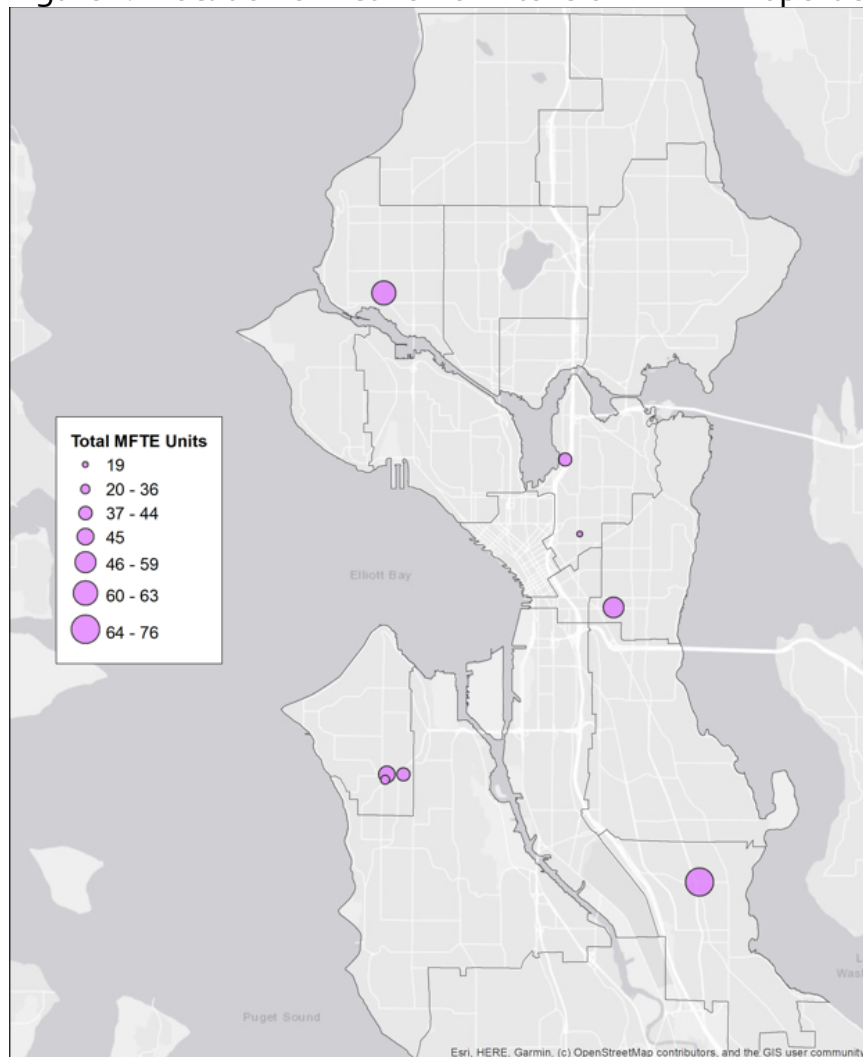 Total MFTE Units
19
20 - 36
37 - 44
45
46 - 59
60 - 63
64 - 76
Elliott Bay
Puget Sound
Esri, HERE, Garmin, (c) OpenStreetMap contributors, and the GIS user community